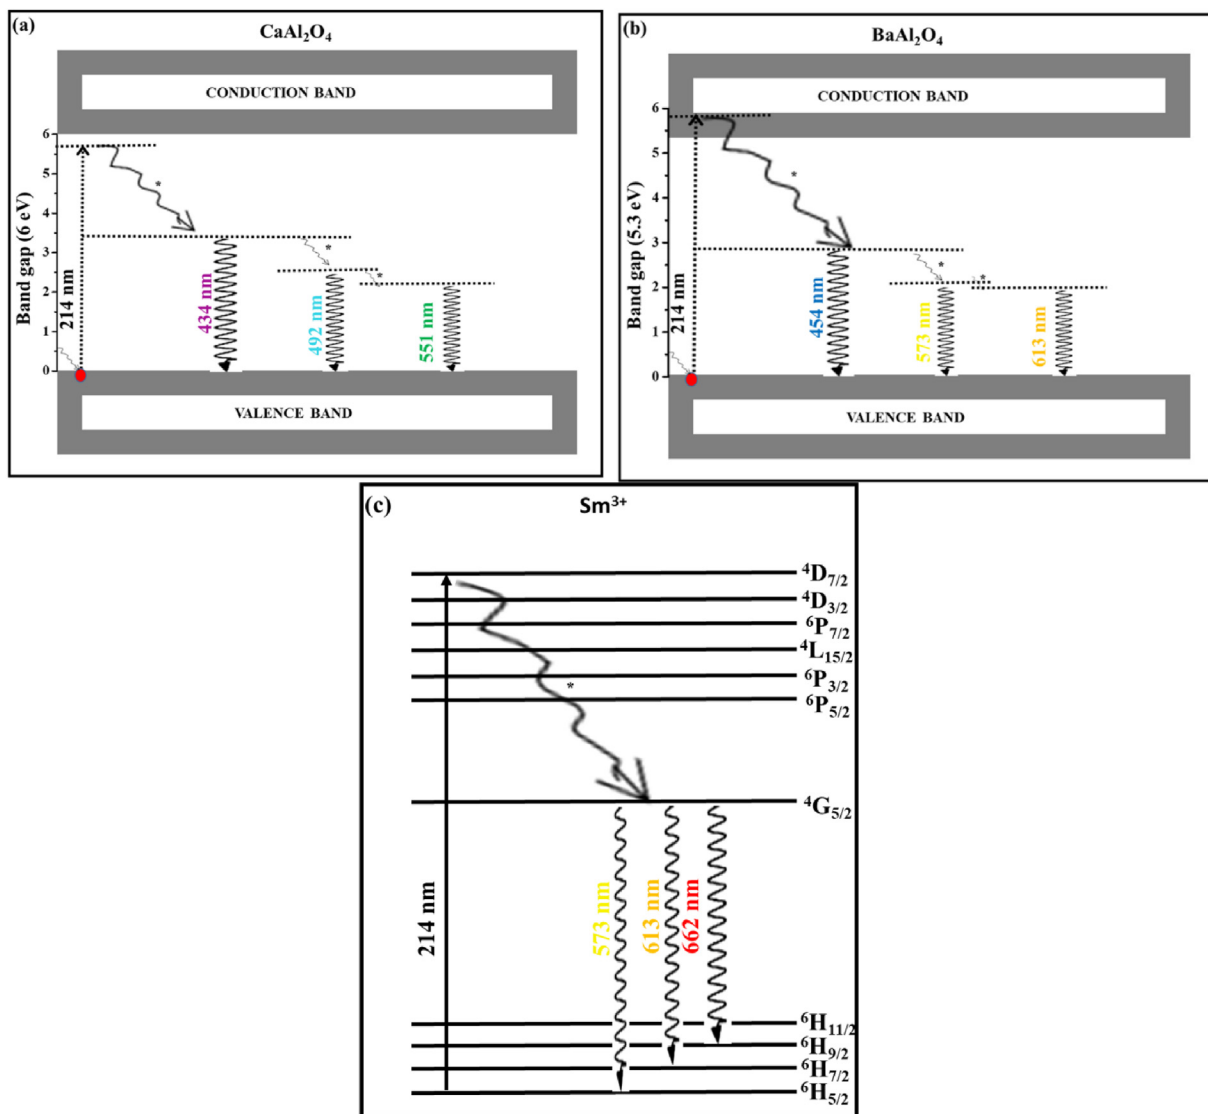 (a)
CaAl₂O₄
CONDUCTION BAND
6
5
4
3
2
1
0
Band gap (6 eV)
214 nm
*
*
*
434 nm
492 nm
551 nm
VALENCE BAND
(b)
BaAl₂O₄
CONDUCTION BAND
6
5
4
3
2
1
0
Band gap (5.3 eV)
214 nm
*
*
*
454 nm
573 nm
613 nm
VALENCE BAND
(c)
Sm³⁺
⁴D₇/₂
⁴D₃/₂
⁶P₇/₂
⁴L₁₅/₂
⁶P₃/₂
*
⁶P₅/₂
⁴G₅/₂
214 nm
573 nm
613 nm
662 nm
⁶H₁₁/₂
⁶H₉/₂
⁶H₇/₂
⁶H₅/₂